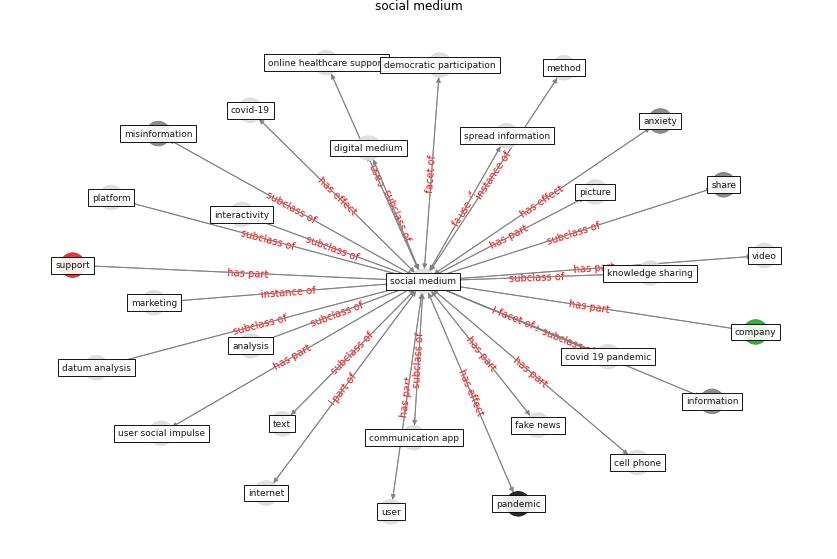 social medium
online healthcare suppor
democratic participation
method
covid-19
anxiety
misinformation
spread information
digital medium
share
platform
picture
interactivity
support
video
knowledge sharing
social medium
marketing
company
analysis
covid 19 pandemic
datum analysis
information
text
fake news
user social impulse
communication app
cell phone
internet
user
pandemic
has effect
subclass of
subclass of
facet of
instance of
has effect
has part
subclass of
subclass of
subclass of
subclass of
has part
has part
subclass of
instance of
has part
subclass of
subclass of
facet of
has part
subclass of
part of
has part
subclass of
has effect
has part
has part